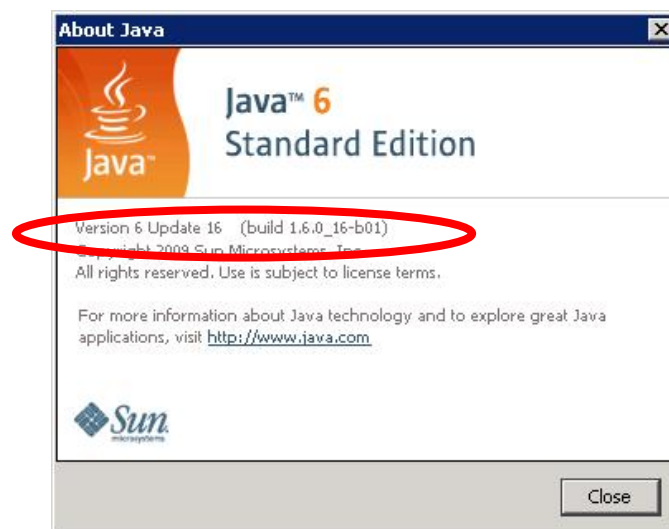 About Java
Java™
Java™ 6
Standard Edition
Version 6 Update 16 (build 1.6.0_16-b01)
Copyright 2009 Sun Microsystems, Inc.
All rights reserved. Use is subject to license terms.
For more information about Java technology and to explore great Java
applications, visit http://www.java.com
Sun
microsystems
Close